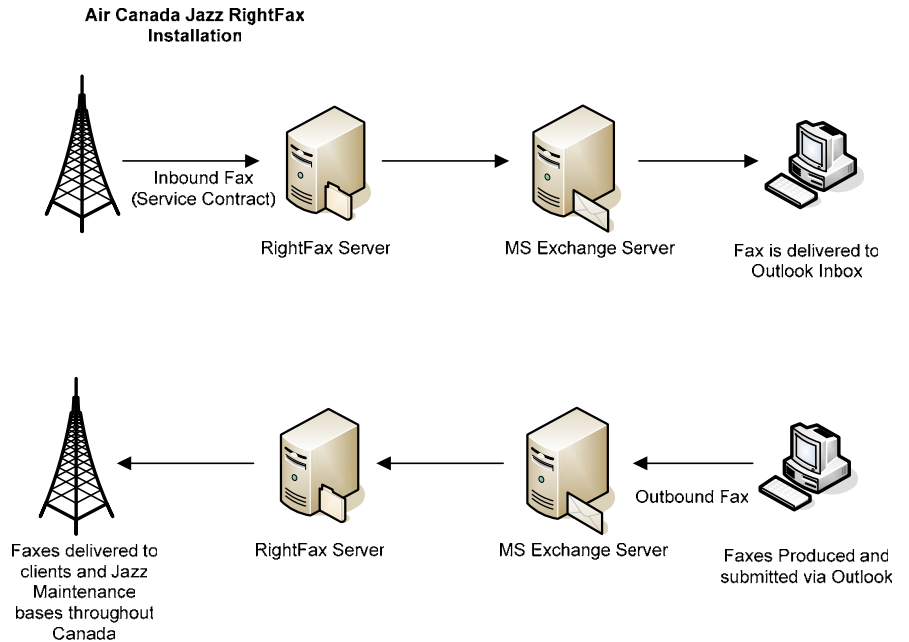 Air Canada Jazz RightFax
Installation
Inbound Fax
(Service Contract)
RightFax Server
MS Exchange Server
Fax is delivered to
Outlook Inbox
Outbound Fax
Faxes delivered to
clients and Jazz
Maintenance
bases throughout
Canada
RightFax Server
MS Exchange Server
Faxes Produced and
submitted via Outlook